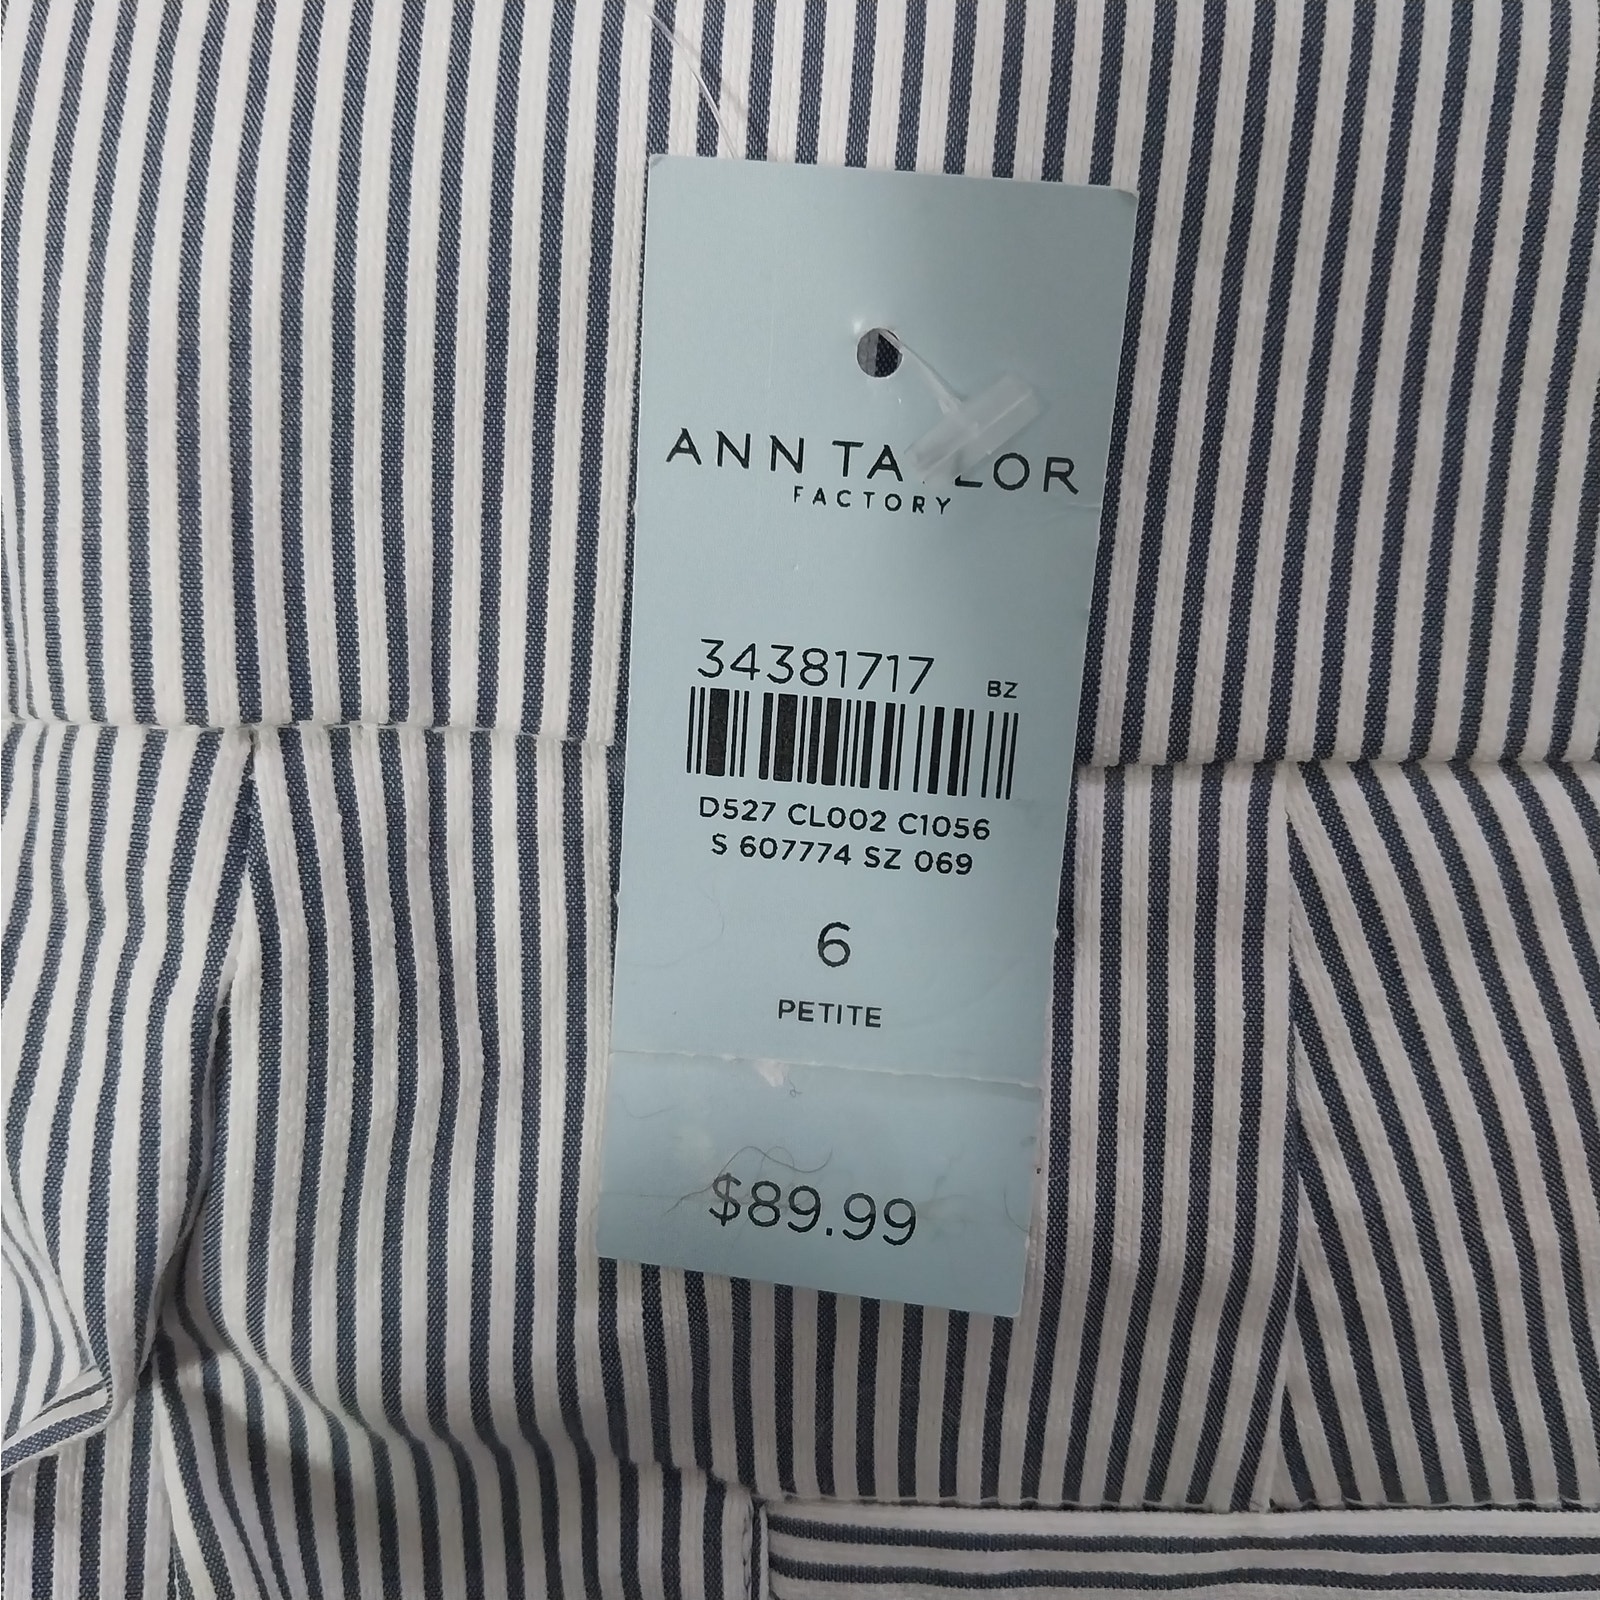 ANN TAYLOR
FACTORY
34381717 BZ
D527 CL002 C1056
S 607774 SZ 069
6
PETITE
$89.99